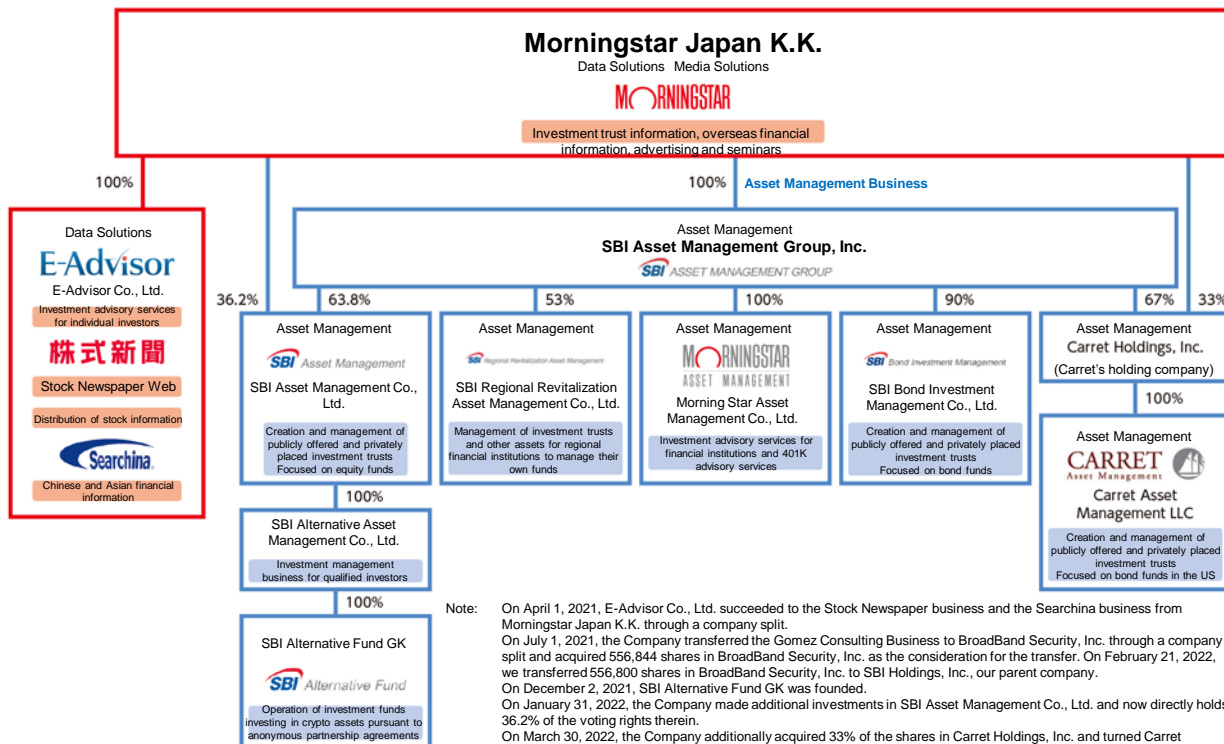 Morningstar Japan K.K.
Data Solutions Media Solutions
MORNINGSTAR
Investment trust information, overseas financial
information, advertising and seminars
100%
100%
Asset Management Business
Data Solutions
E-Advisor
E-Advisor Co., Ltd.
Investment advisory services
for individual investors
株式新聞
Stock Newspaper Web
Distribution of stock information
Searchina
Chinese and Asian financial
information
Asset Management
SBI Asset Management Group, Inc.
SBI ASSET MANAGEMENT GROUP
36.2%
63.8%
53%
100%
90%
67%
33%
Asset Management
SBI Asset Management
SBI Asset Management Co.,
Ltd.
Creation and management of
publicly offered and privately
placed investment trusts
Focused on equity funds
Asset Management
SBI Regional Revitalization Asset Management
SBI Regional Revitalization
Asset Management Co., Ltd.
Management of investment trusts
and other assets for regional
financial institutions to manage their
own funds
Asset Management
MORNINGSTAR
ASSET MANAGEMENT
Morning Star Asset
Management Co., Ltd.
Investment advisory services for
financial institutions and 401K
advisory services
Asset Management
SBI Bond Investment Management
SBI Bond Investment
Management Co., Ltd.
Creation and management of
publicly offered and privately placed
investment trusts
Focused on bond funds
Asset Management
Carret Holdings, Inc.
(Carret's holding company)
100%
Asset Management
CARRET
Asset Management
Carret Asset
Management LLC
Creation and management of
publicly offered and privately placed
investment trusts
Focused on bond funds in the US
100%
SBI Alternative Asset
Management Co., Ltd.
Investment management
business for qualified investors
100%
SBI Alternative Fund GK
SBI Alternative Fund
Operation of investment funds
investing in crypto assets pursuant to
anonymous partnership agreements
Note: On April 1, 2021, E-Advisor Co., Ltd. succeeded to the Stock Newspaper business and the Searchina business from
Morningstar Japan K.K. through a company split.
On July 1, 2021, the Company transferred the Gomez Consulting Business to BroadBand Security, Inc. through a company
split and acquired 556,844 shares in BroadBand Security, Inc. as the consideration for the transfer. On February 21, 2022,
we transferred 556,800 shares in BroadBand Security, Inc. to SBI Holdings, Inc., our parent company.
On December 2, 2021, SBI Alternative Fund GK was founded.
On January 31, 2022, the Company made additional investments in SBI Asset Management Co., Ltd. and now directly holds
36.2% of the voting rights therein.
On March 30, 2022, the Company additionally acquired 33% of the shares in Carret Holdings, Inc. and turned Carret